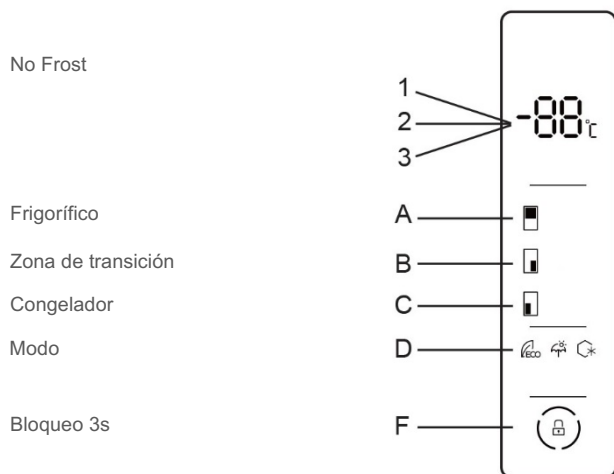 No Frost
1
2
3
-88°C
Frigorífico A
Zona de transición B
Congelador C
Modo D ECO
Bloqueo 3s F